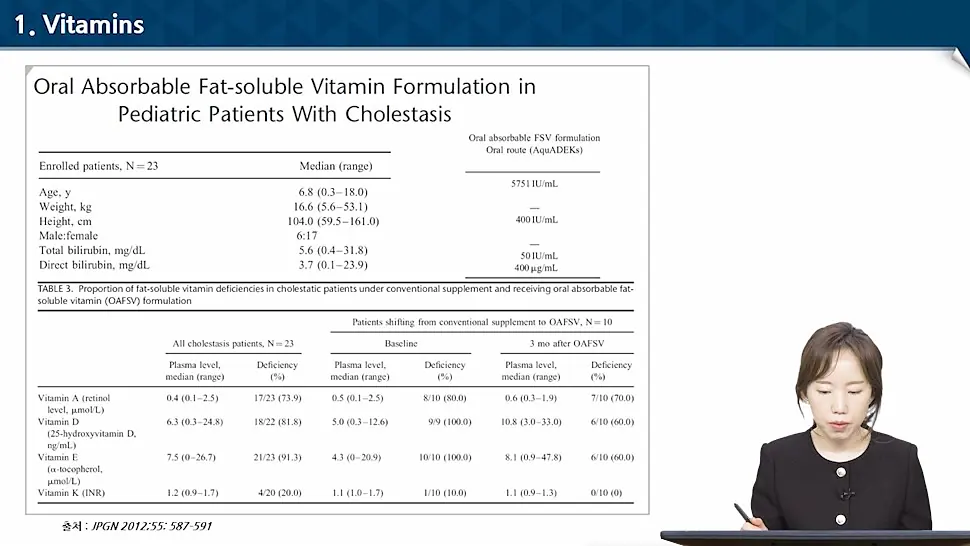 1. Vitamins
Oral Absorbable Fat-soluble Vitamin Formulation in
Pediatric Patients With Cholestasis
Oral absorbable FSV formulation
Oral route (AquADEKs)
Enrolled patients, N=23 Median (range)
5751 IU/mL
Age, y 6.8 (0.3–18.0)
Weight, kg 16.6 (5.6–53.1) —
Height, cm 104.0 (59.5–161.0) 400 IU/mL
Male:female 6:17
—
Total bilirubin, mg/dL 5.6 (0.4–31.8) 50 IU/mL
Direct bilirubin, mg/dL 3.7 (0.1–23.9) 400 µg/mL
TABLE 3. Proportion of fat-soluble vitamin deficiencies in cholestatic patients under conventional supplement and receiving oral absorbable fat-
soluble vitamin (OAFSV) formulation
Patients shifting from conventional supplement to OAFSV, N=10
All cholestasis patients, N=23 Baseline 3 mo after OAFSV
Plasma level, Deficiency Plasma level, Deficiency Plasma level, Deficiency
median (range) (%) median (range) (%) median (range) (%)
Vitamin A (retinol 0.4 (0.1–2.5) 17/23 (73.9) 0.5 (0.1–2.5) 8/10 (80.0) 0.6 (0.3–1.9) 7/10 (70.0)
level, µmol/L)
Vitamin D 6.3 (0.3–24.8) 18/22 (81.8) 5.0 (0.3–12.6) 9/9 (100.0) 10.8 (3.0–33.0) 6/10 (60.0)
(25-hydroxyvitamin D,
ng/mL)
Vitamin E 7.5 (0–26.7) 21/23 (91.3) 4.3 (0–20.9) 10/10 (100.0) 8.1 (0.9–47.8) 6/10 (60.0)
(α-tocopherol,
µmol/L)
Vitamin K (INR) 1.2 (0.9–1.7) 4/20 (20.0) 1.1 (1.0–1.7) 1/10 (10.0) 1.1 (0.9–1.3) 0/10 (0)
출처 : JPGN 2012;55: 587-591